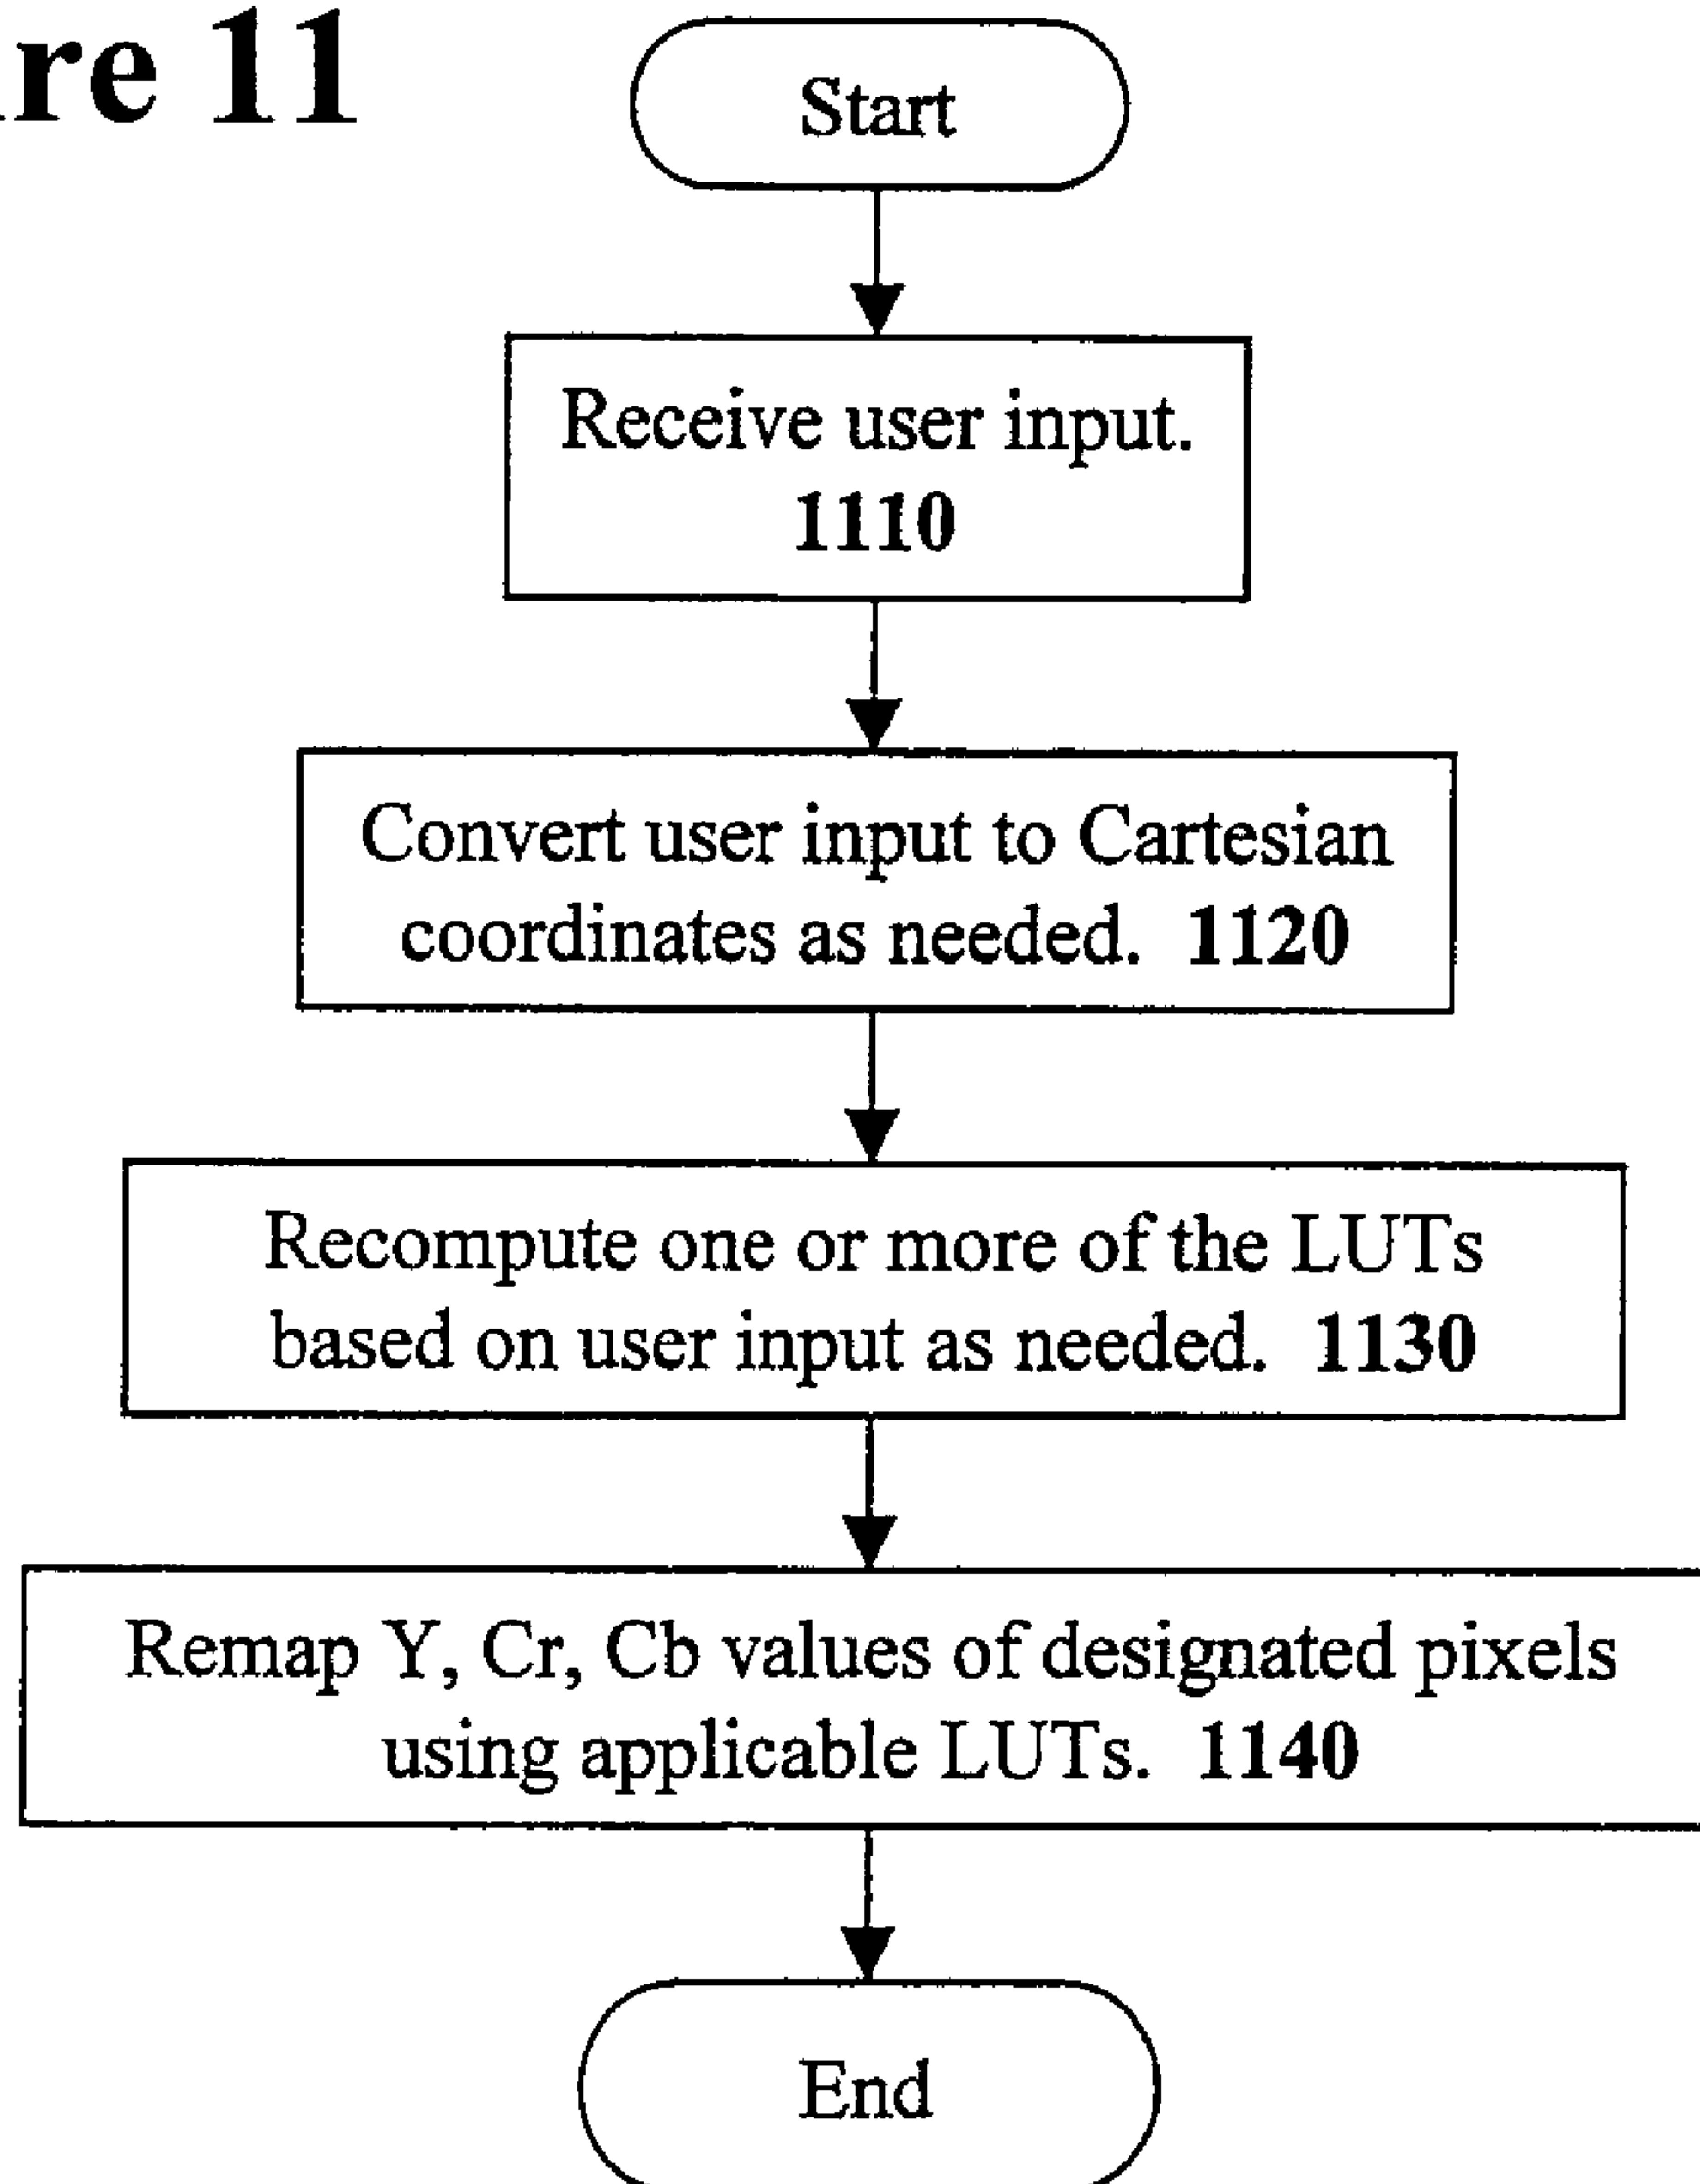 re 11
Start
Receive user input.
1110
Convert user input to Cartesian
coordinates as needed. 1120
Recompute one or more of the LUTs
based on user input as needed. 1130
Remap Y, Cr, Cb values of designated pixels
using applicable LUTs. 1140
End